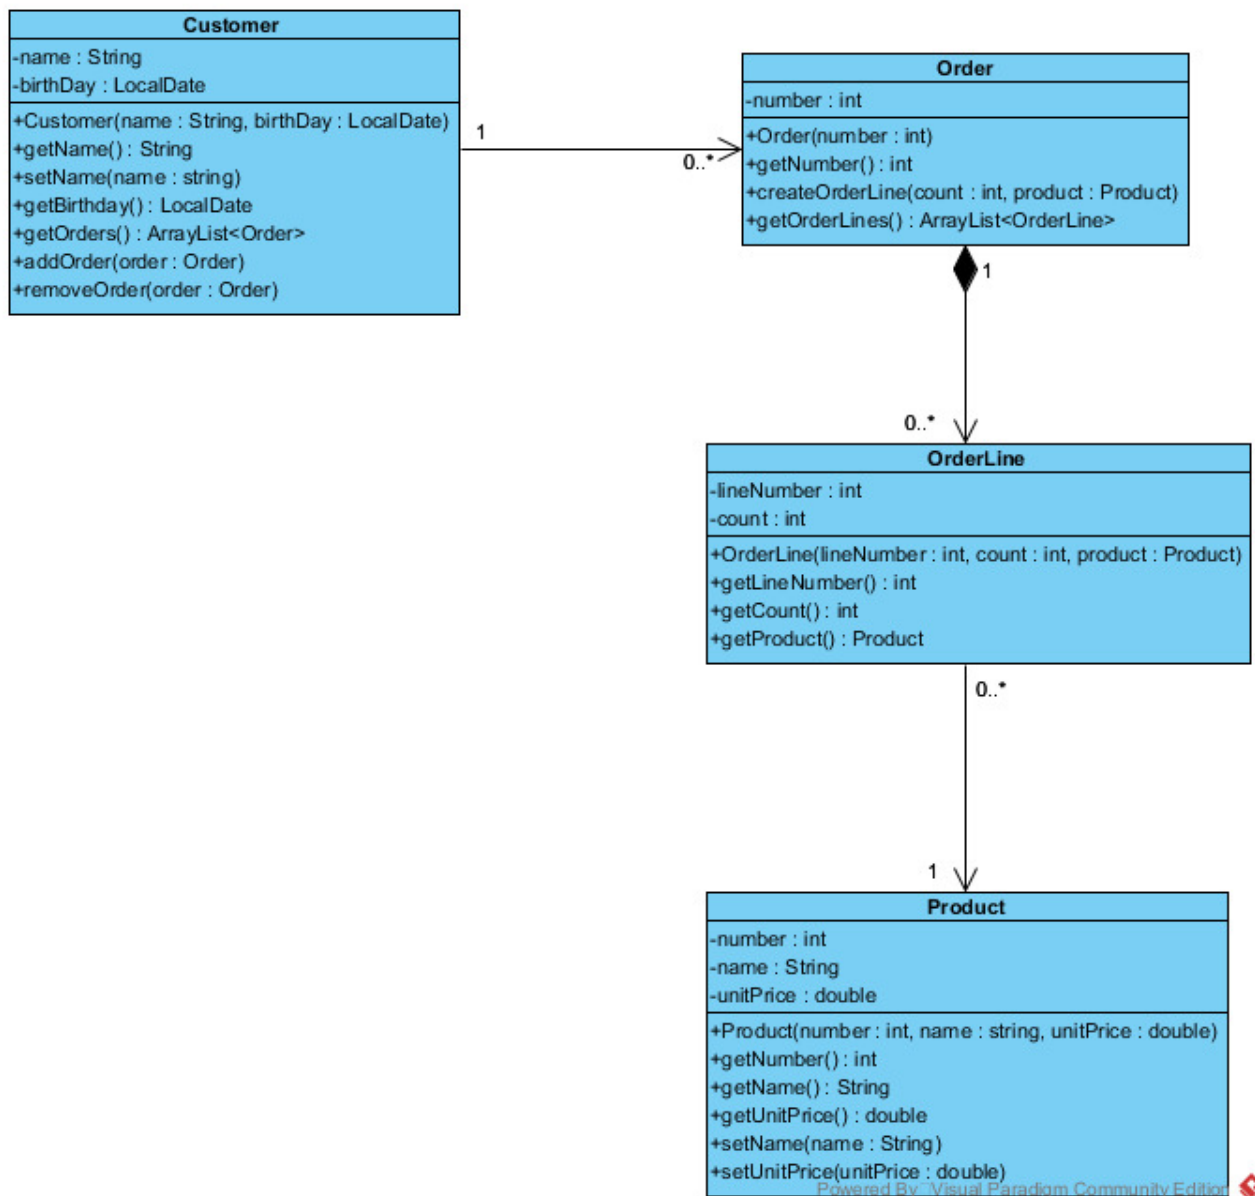 Customer
-name : String
-birthDay : LocalDate
+Customer(name : String, birthDay : LocalDate)
+getName() : String
+setName(name : string)
+getBirthday() : LocalDate
+getOrders() : ArrayList<Order>
+addOrder(order : Order)
+removeOrder(order : Order)
1
0..*
Order
-number : int
+Order(number : int)
+getNumber() : int
+createOrderLine(count : int, product : Product)
+getOrderLines() : ArrayList<OrderLine>
1
0..*
OrderLine
-lineNumber : int
-count : int
+OrderLine(lineNumber : int, count : int, product : Product)
+getLineNumber() : int
+getCount() : int
+getProduct() : Product
0..*
1
Product
-number : int
-name : String
-unitPrice : double
+Product(number : int, name : string, unitPrice : double)
+getNumber() : int
+getName() : String
+getUnitPrice() : double
+setName(name : String)
+setUnitPrice(unitPrice : double)
Powered By Visual Paradigm Community Edition